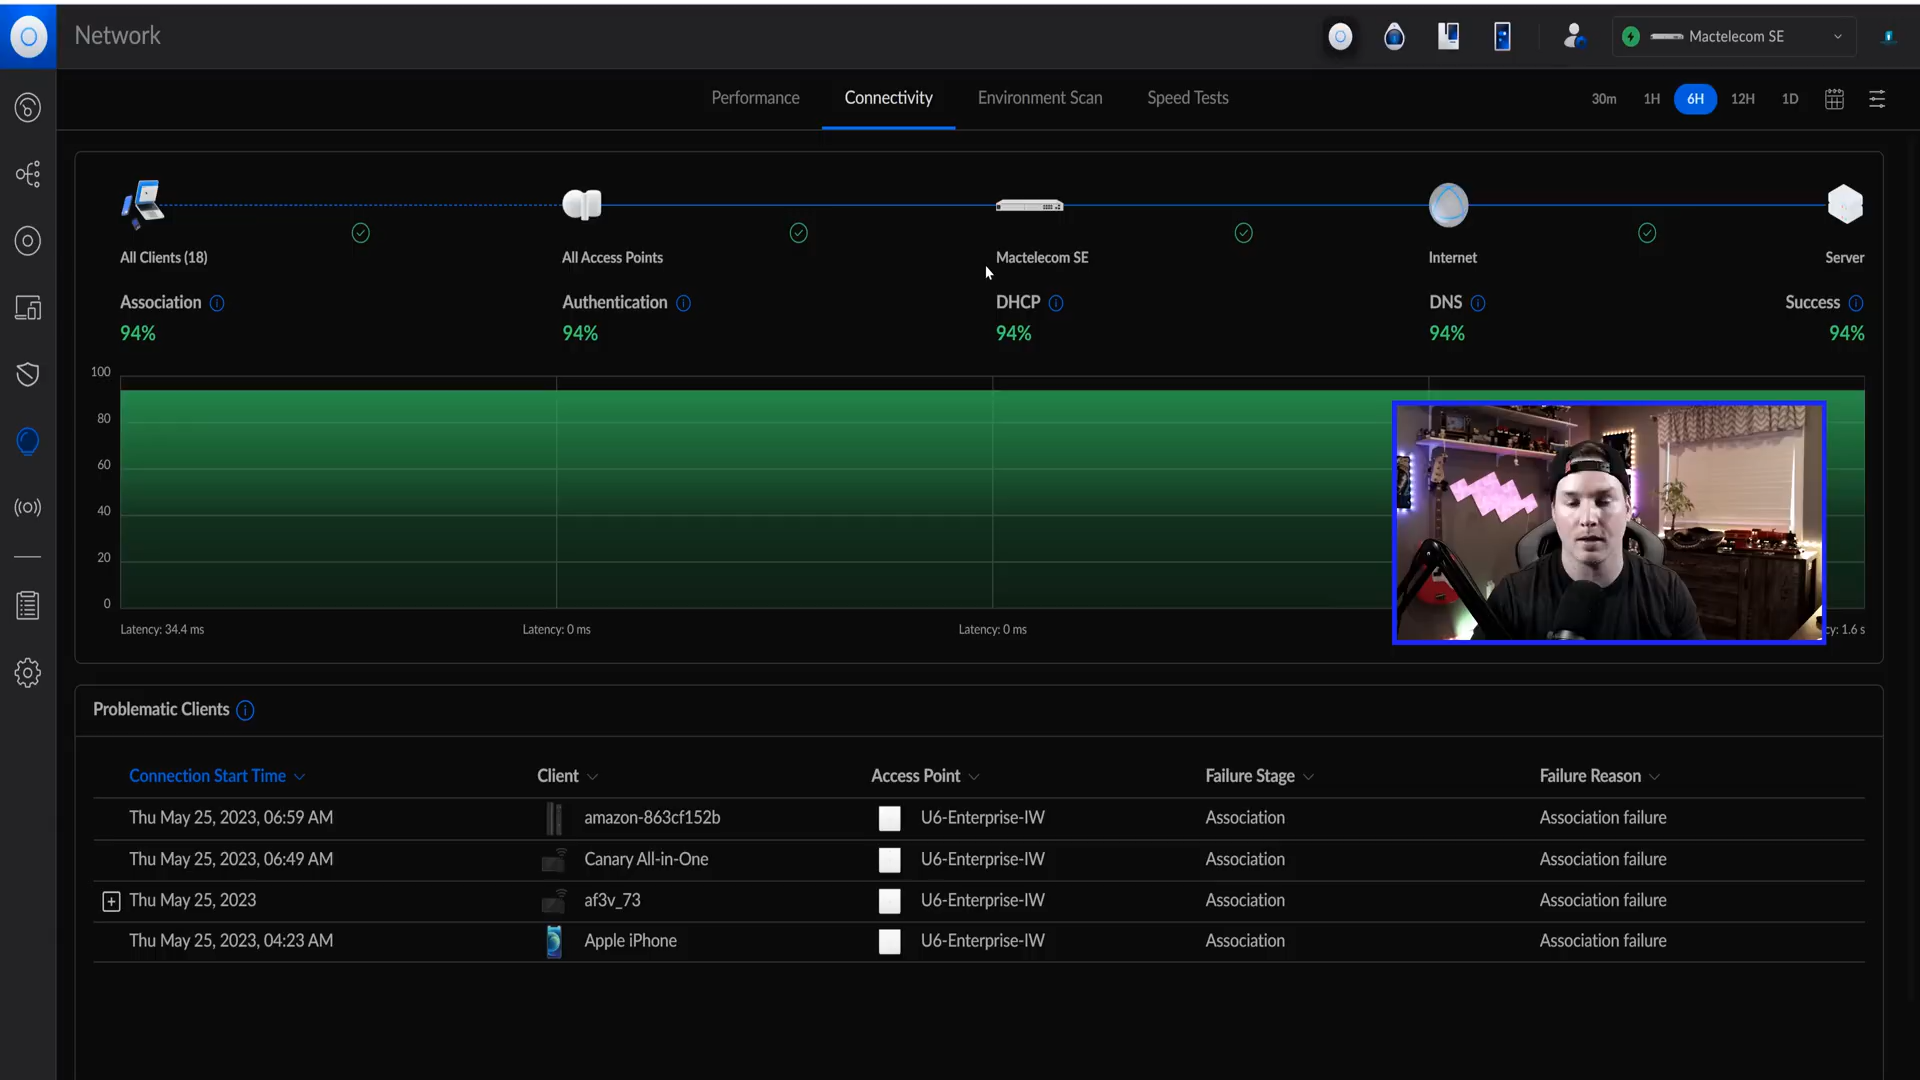 Network
Mactelecom SE
Performance Connectivity Environment Scan Speed Tests
30m 1H 6H 12H 1D
All Clients (18) All Access Points Mactelecom SE Internet Server
Association Authentication DHCP DNS Success
94% 94% 94% 94% 94%
100
80
60
40
20
0
Latency: 34.4 ms Latency: 0 ms Latency: 0 ms 1.6 s
Problematic Clients
Connection Start Time Client Access Point Failure Stage Failure Reason
Thu May 25, 2023, 06:59 AM amazon-863cf152b U6-Enterprise-IW Association Association failure
Thu May 25, 2023, 06:49 AM Canary All-in-One U6-Enterprise-IW Association Association failure
Thu May 25, 2023 af3v_73 U6-Enterprise-IW Association Association failure
Thu May 25, 2023, 04:23 AM Apple iPhone U6-Enterprise-IW Association Association failure